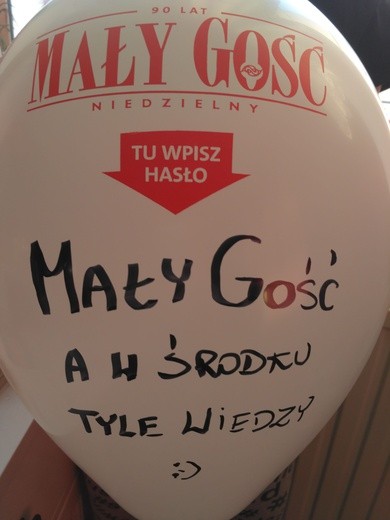 90 LAT
MAŁY GOŚĆ
NIEDZIELNY
TU WPISZ
HASŁO
MAŁY GOŚĆ
A W ŚRODKU
TYLE WIEDZY
:)